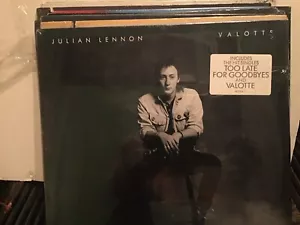 JULIAN LENNON
VALOTTE
INCLUDES
THE HIT SINGLES
TOO LATE
FOR GOODBYES
AND
VALOTTE